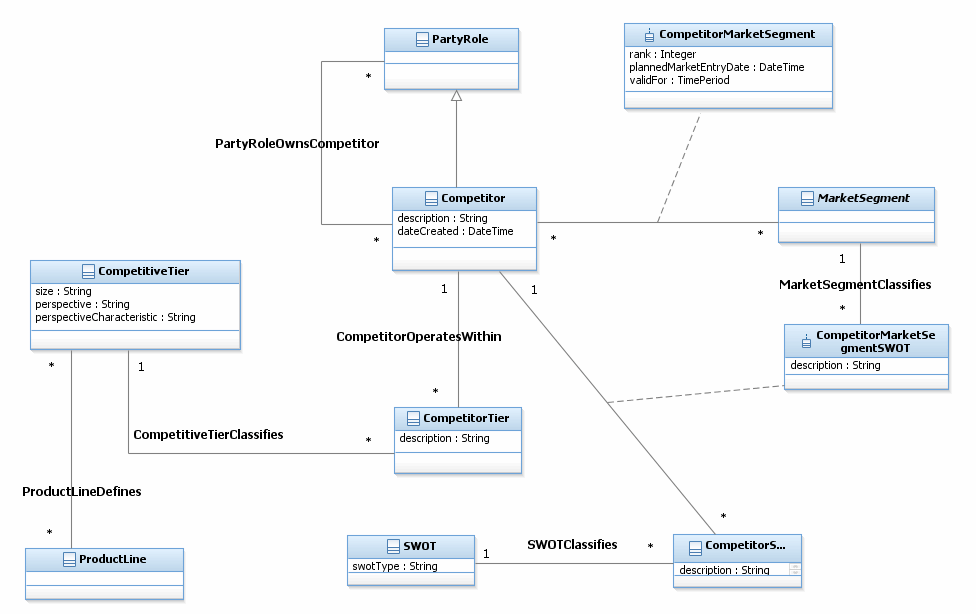 PartyRole
*
PartyRoleOwnsCompetitor
CompetitorMarketSegment
rank : Integer
plannedMarketEntryDate : DateTime
validFor : TimePeriod
Competitor
description : String
dateCreated : DateTime
*
*
*
MarketSegment
1
MarketSegmentClassifies
*
CompetitiveTier
size : String
perspective : String
perspectiveCharacteristic : String
1
1
CompetitorOperatesWithin
*
CompetitorMarketSe
gmentSWOT
description : String
*
1
CompetitiveTierClassifies
*
CompetitorTier
description : String
ProductLineDefines
*
ProductLine
SWOT
swotType : String
1
SWOTClassifies
*
*
CompetitorS...
description : String